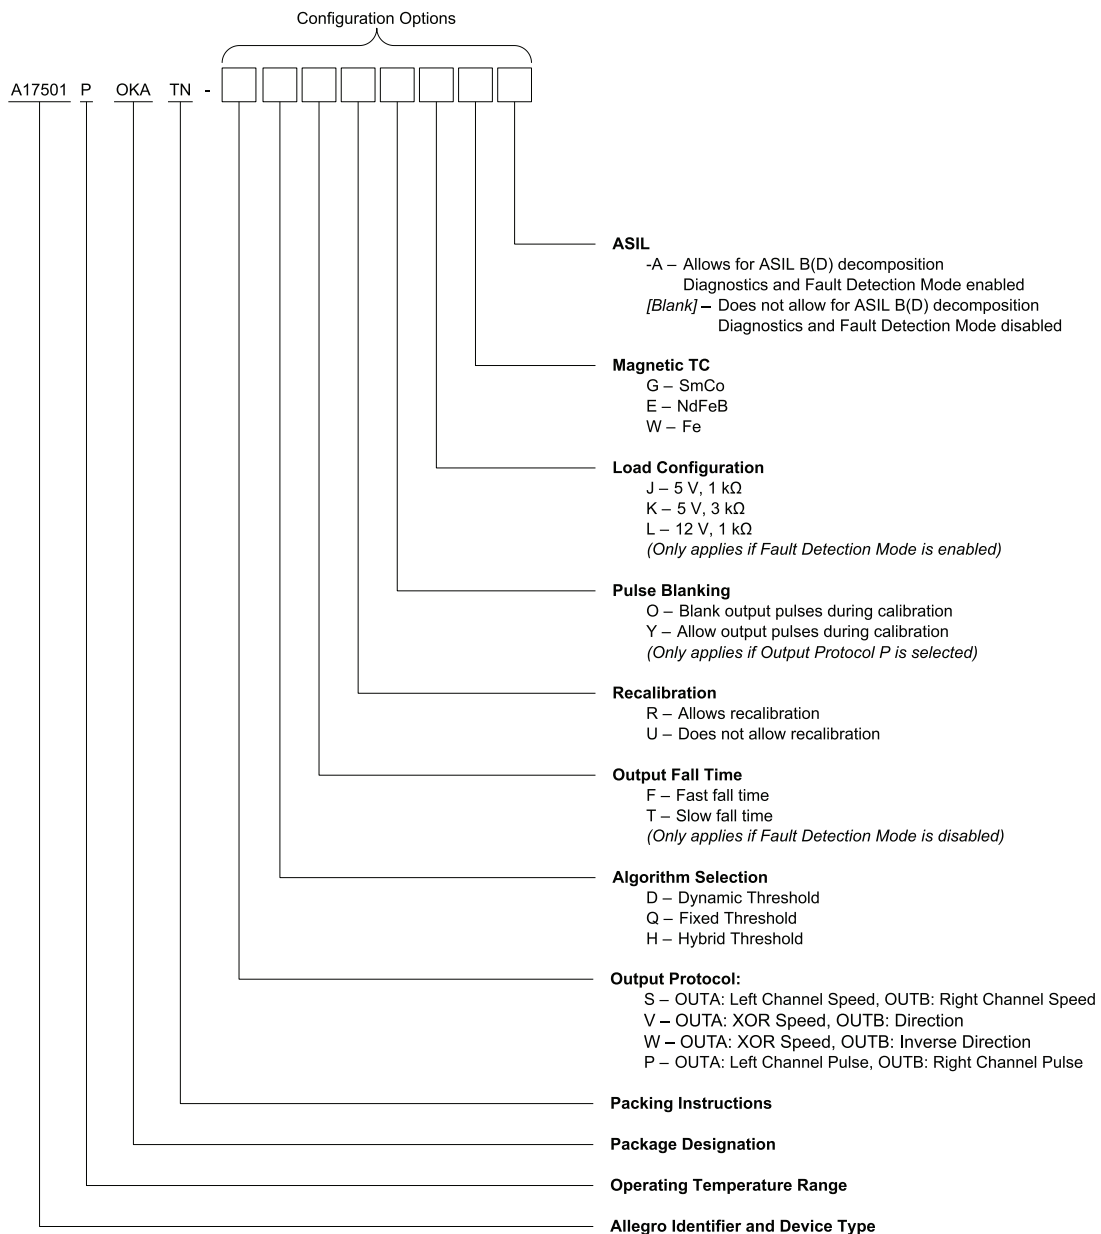 Configuration Options
A17501 P OKA TN -
ASIL
-A – Allows for ASIL B(D) decomposition
Diagnostics and Fault Detection Mode enabled
[Blank] – Does not allow for ASIL B(D) decomposition
Diagnostics and Fault Detection Mode disabled
Magnetic TC
G – SmCo
E – NdFeB
W – Fe
Load Configuration
J – 5 V, 1 kΩ
K – 5 V, 3 kΩ
L – 12 V, 1 kΩ
(Only applies if Fault Detection Mode is enabled)
Pulse Blanking
O – Blank output pulses during calibration
Y – Allow output pulses during calibration
(Only applies if Output Protocol P is selected)
Recalibration
R – Allows recalibration
U – Does not allow recalibration
Output Fall Time
F – Fast fall time
T – Slow fall time
(Only applies if Fault Detection Mode is disabled)
Algorithm Selection
D – Dynamic Threshold
Q – Fixed Threshold
H – Hybrid Threshold
Output Protocol:
S – OUTA: Left Channel Speed, OUTB: Right Channel Speed
V – OUTA: XOR Speed, OUTB: Direction
W – OUTA: XOR Speed, OUTB: Inverse Direction
P – OUTA: Left Channel Pulse, OUTB: Right Channel Pulse
Packing Instructions
Package Designation
Operating Temperature Range
Allegro Identifier and Device Type